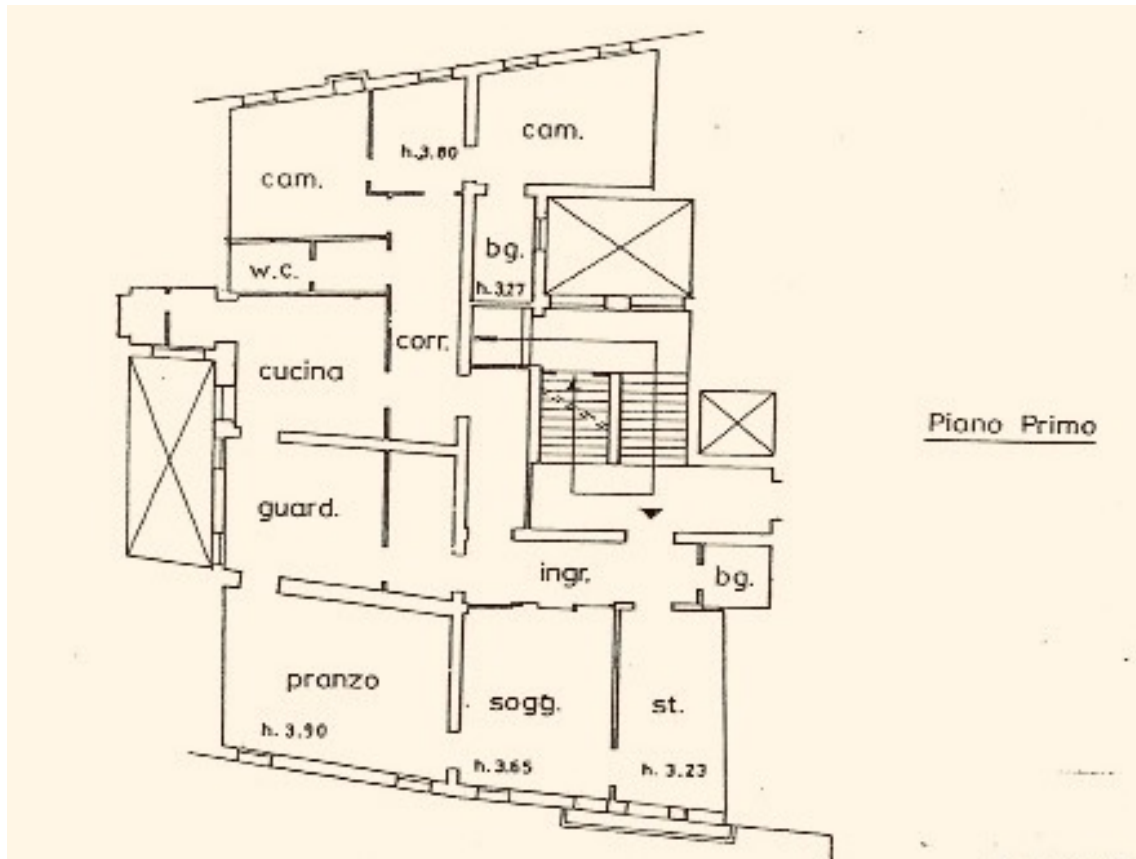 cam.
h. 3.80
cam.
bg.
h. 3.27
w.c.
corr.
cucina
Piano Primo
guard.
ingr.
bg.
pranzo
h. 3.90
sogg.
h. 3.65
st.
h. 3.23